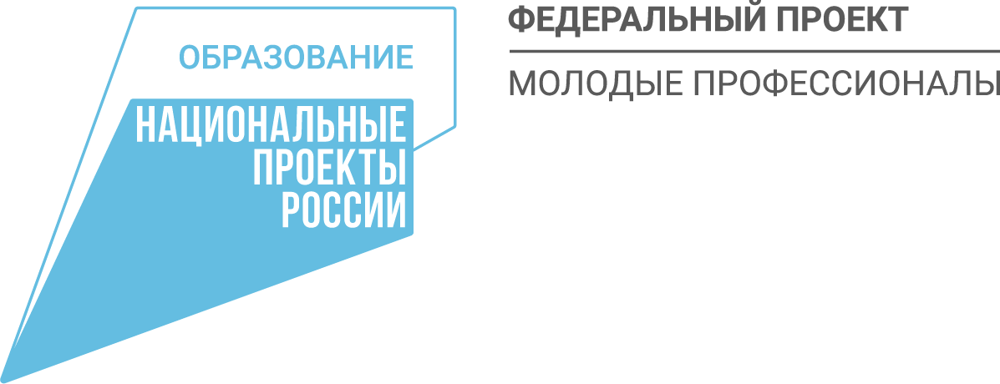 ОБРАЗОВАНИЕ
НАЦИОНАЛЬНЫЕ
ПРОЕКТЫ
РОССИИ
ФЕДЕРАЛЬНЫЙ ПРОЕКТ
МОЛОДЫЕ ПРОФЕССИОНАЛЫ